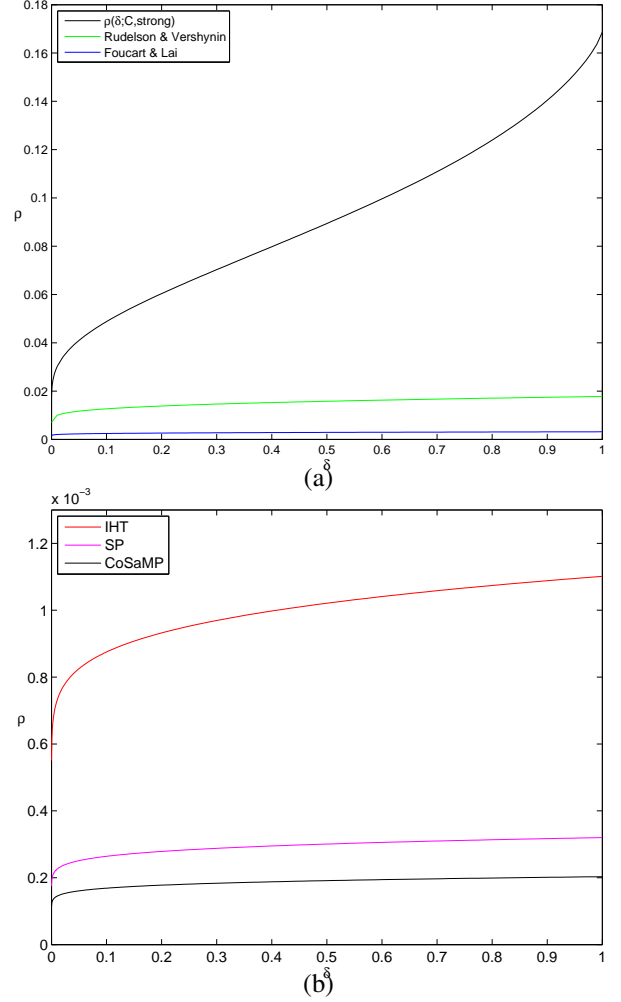 0.18
0.16
0.14
0.12
0.1
0.08
0.06
0.04
0.02
0
ρ
ρ(δ;C,strong)
Rudelson & Vershynin
Foucart & Lai
0 0.1 0.2 0.3 0.4 0.5 0.6 0.7 0.8 0.9 1
δ
(a)
x 10⁻³
1.2
1
0.8
0.6
0.4
0.2
0
ρ
IHT
SP
CoSaMP
0 0.1 0.2 0.3 0.4 0.5 0.6 0.7 0.8 0.9 1
δ
(b)